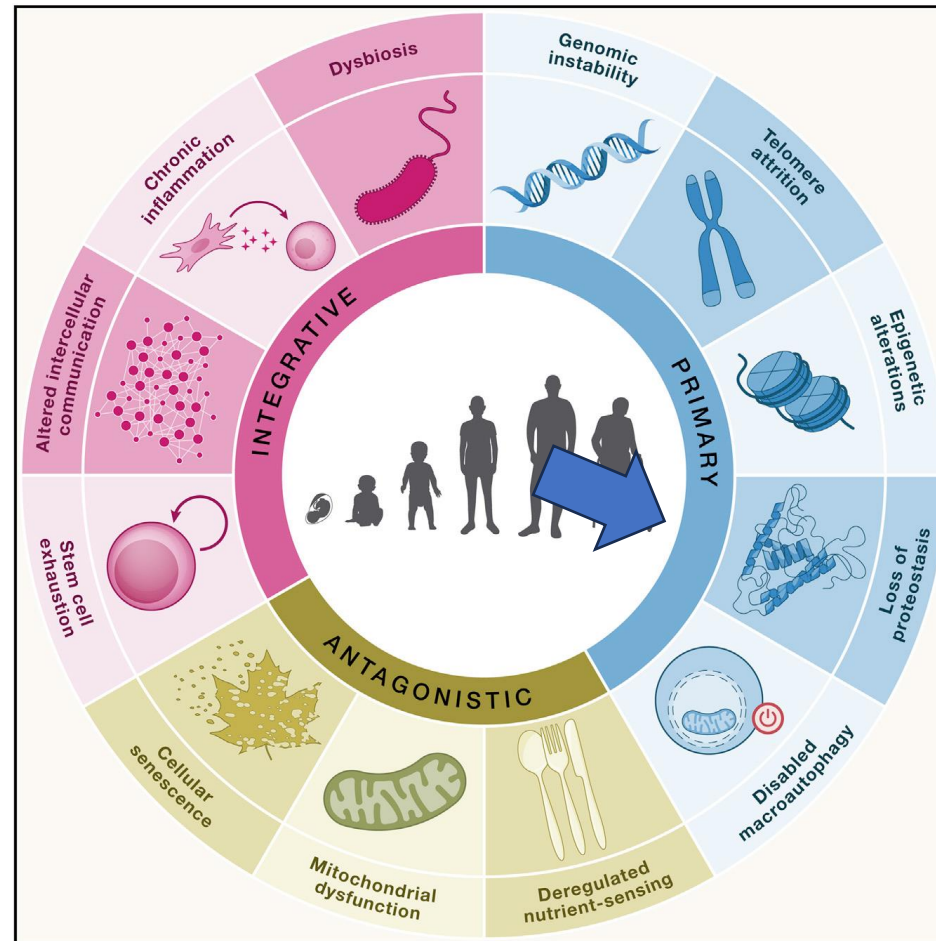 Dysbiosis
Genomic
instability
Telomere
attrition
Epigenetic
alterations
Loss of
proteostasis
Disabled
macroautophagy
Deregulated
nutrient-sensing
Mitochondrial
dysfunction
Cellular
senescence
Stem cell
exhaustion
Altered intercellular
communication
Chronic
inflammation
INTEGRATIVE
PRIMARY
ANTAGONISTIC